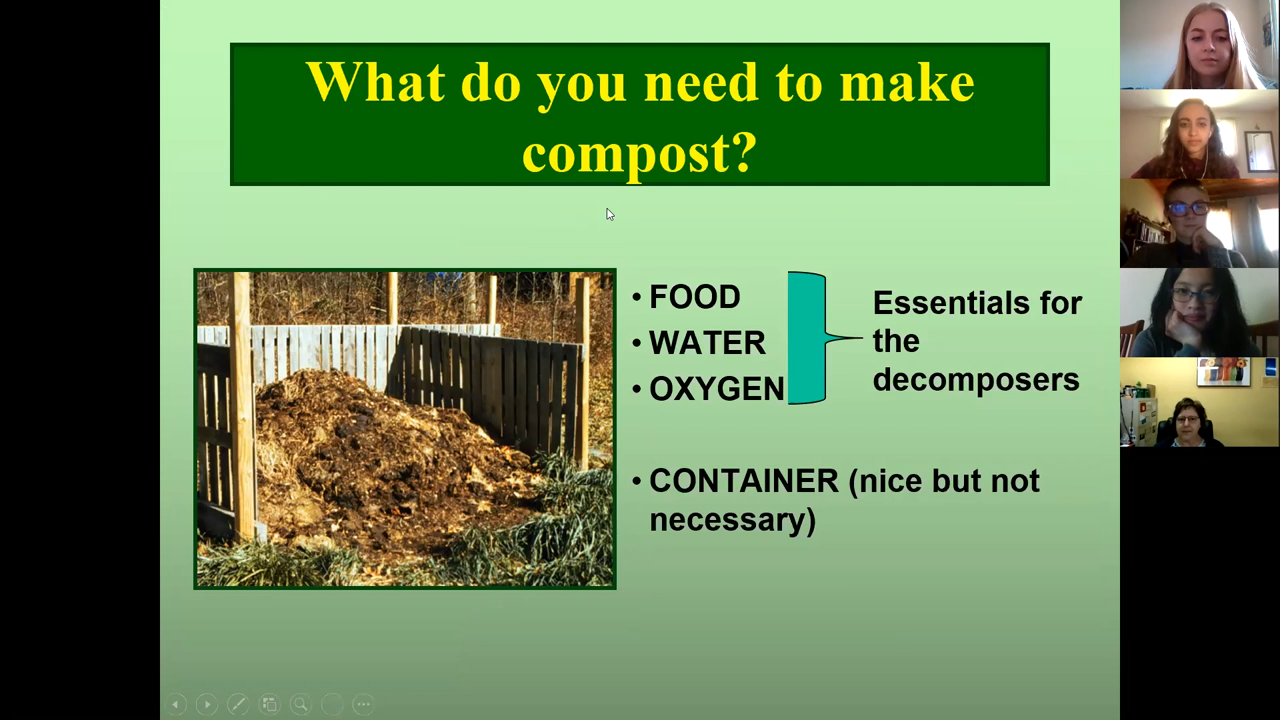 What do you need to make
compost?
• FOOD
• WATER
• OXYGEN
Essentials for
the
decomposers
• CONTAINER (nice but not
necessary)